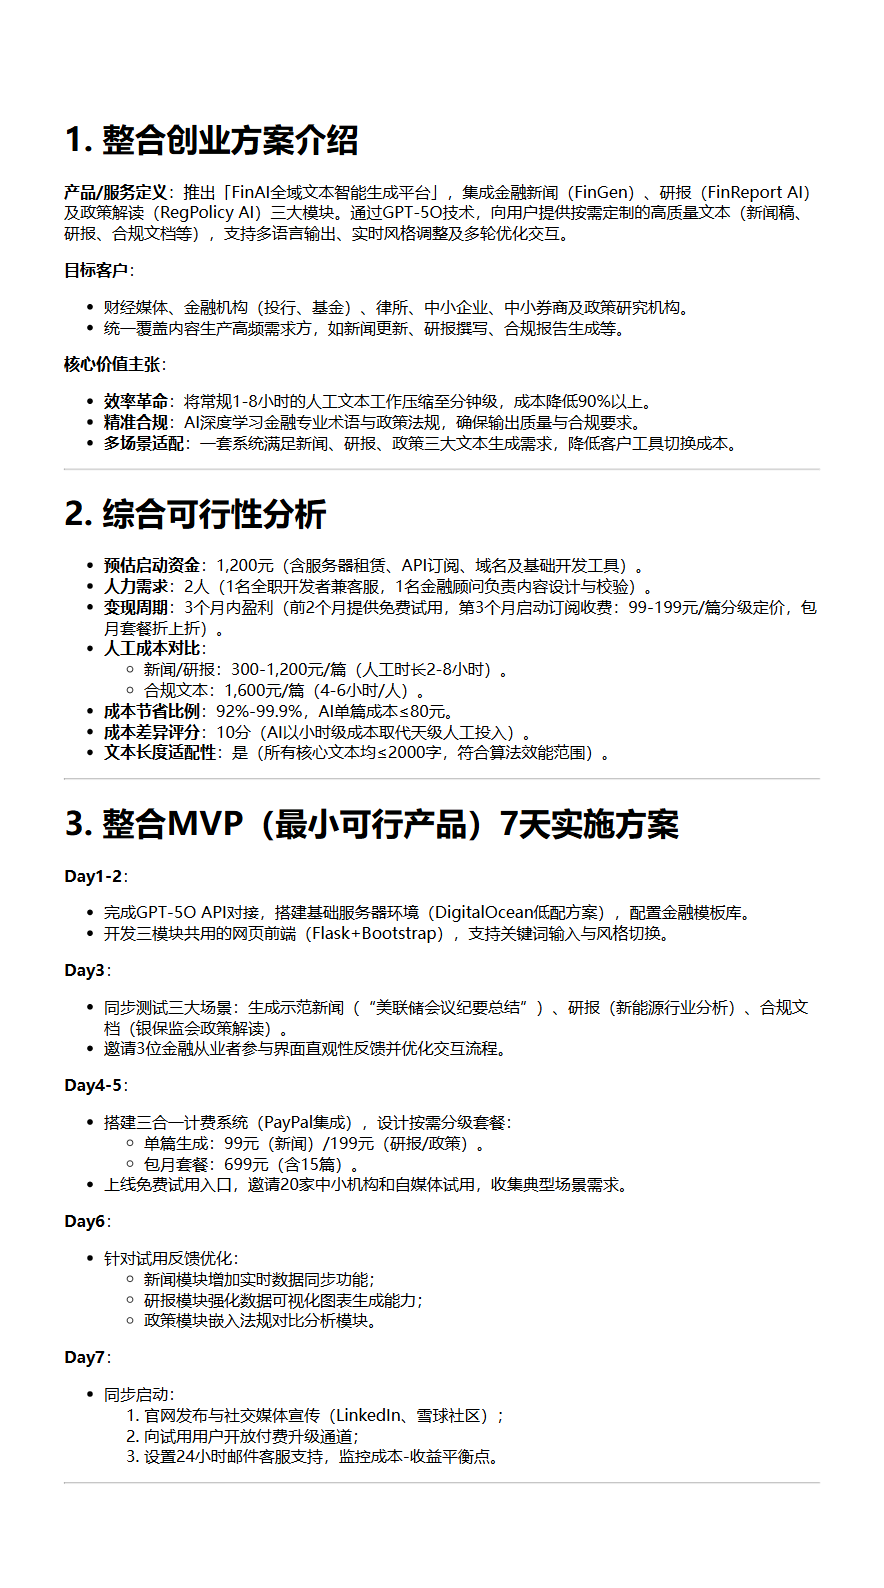 1. 整合创业方案介绍
产品/服务定义：推出「FinAI全域文本智能生成平台」，集成金融新闻（FinGen）、研报（FinReport AI）
及政策解读（RegPolicy AI）三大模块。通过GPT-5O技术，向用户提供按需定制的高质量文本（新闻稿、
研报、合规文档等），支持多语言输出、实时风格调整及多轮优化交互。
目标客户：
• 财经媒体、金融机构（投行、基金）、律所、中小企业、中小券商及政策研究机构。
• 统一覆盖内容生产高频需求方，如新闻更新、研报撰写、合规报告生成等。
核心价值主张：
• 效率革命：将常规1-8小时的人工文本工作压缩至分钟级，成本降低90%以上。
• 精准合规：AI深度学习金融专业术语与政策法规，确保输出质量与合规要求。
• 多场景适配：一套系统满足新闻、研报、政策三大文本生成需求，降低客户工具切换成本。
2. 综合可行性分析
• 预估启动资金：1,200元（含服务器租赁、API订阅、域名及基础开发工具）。
• 人力需求：2人（1名全职开发者兼客服，1名金融顾问负责内容设计与校验）。
• 变现周期：3个月内盈利（前2个月提供免费试用，第3个月启动订阅收费：99-199元/篇分级定价，包
月套餐折上折）。
• 人工成本对比：
◦ 新闻/研报：300-1,200元/篇（人工时长2-8小时）。
◦ 合规文本：1,600元/篇（4-6小时/人）。
• 成本节省比例：92%-99.9%，AI单篇成本≤80元。
• 成本差异评分：10分（AI以小时级成本取代天级人工投入）。
• 文本长度适配性：是（所有核心文本均≤2000字，符合算法效能范围）。
3. 整合MVP（最小可行产品）7天实施方案
Day1-2：
• 完成GPT-5O API对接，搭建基础服务器环境（DigitalOcean低配方案），配置金融模板库。
• 开发三模块共用的网页前端（Flask+Bootstrap），支持关键词输入与风格切换。
Day3：
• 同步测试三大场景：生成示范新闻（“美联储会议纪要总结”）、研报（新能源行业分析）、合规文
档（银保监会政策解读）。
• 邀请3位金融从业者参与界面直观性反馈并优化交互流程。
Day4-5：
• 搭建三合一计费系统（PayPal集成），设计按需分级套餐：
◦ 单篇生成：99元（新闻）/199元（研报/政策）。
◦ 包月套餐：699元（含15篇）。
• 上线免费试用入口，邀请20家中小机构和自媒体试用，收集典型场景需求。
Day6：
• 针对试用反馈优化：
◦ 新闻模块增加实时数据同步功能；
◦ 研报模块强化数据可视化图表生成能力；
◦ 政策模块嵌入法规对比分析模块。
Day7：
• 同步启动：
1. 官网发布与社交媒体宣传（LinkedIn、雪球社区）；
2. 向试用用户开放付费升级通道；
3. 设置24小时邮件客服支持，监控成本-收益平衡点。